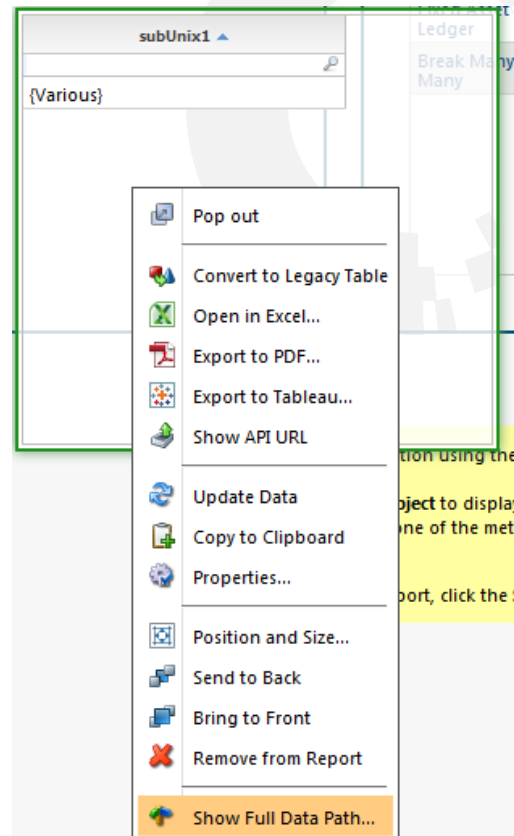 subUnix1
Ledger
Break Many
Many
{Various}
Pop out
Convert to Legacy Table
Open in Excel...
Export to PDF...
Export to Tableau...
Show API URL
tion using the
Update Data
object to display
one of the met
Copy to Clipboard
Properties...
port, click the
Position and Size...
Send to Back
Bring to Front
Remove from Report
Show Full Data Path...